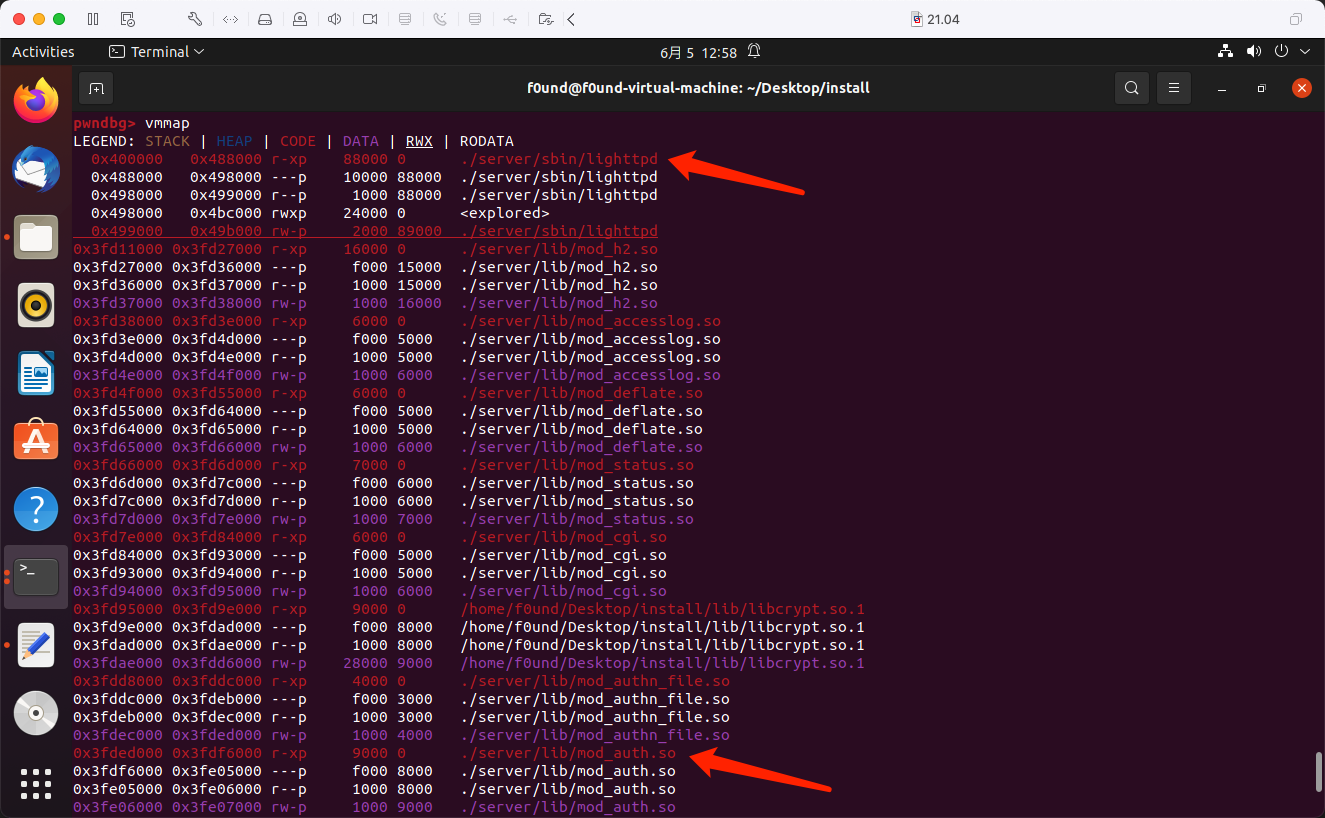 21.04
Activities Terminal 6月 5 12:58
f0und@f0und-virtual-machine: ~/Desktop/install
pwndbg> vmmap
LEGEND: STACK | HEAP | CODE | DATA | RWX | RODATA
0x400000 0x488000 r-xp 88000 0 ./server/sbin/lighttpd
0x488000 0x498000 ---p 10000 88000 ./server/sbin/lighttpd
0x498000 0x499000 r--p 1000 88000 ./server/sbin/lighttpd
0x498000 0x4bc000 rwxp 24000 0 <explored>
0x499000 0x49b000 rw-p 2000 89000 ./server/sbin/lighttpd
0x3fd11000 0x3fd27000 r-xp 16000 0 ./server/lib/mod_h2.so
0x3fd27000 0x3fd36000 ---p f000 15000 ./server/lib/mod_h2.so
0x3fd36000 0x3fd37000 r--p 1000 15000 ./server/lib/mod_h2.so
0x3fd37000 0x3fd38000 rw-p 1000 16000 ./server/lib/mod_h2.so
0x3fd38000 0x3fd3e000 r-xp 6000 0 ./server/lib/mod_accesslog.so
0x3fd3e000 0x3fd4d000 ---p f000 5000 ./server/lib/mod_accesslog.so
0x3fd4d000 0x3fd4e000 r--p 1000 5000 ./server/lib/mod_accesslog.so
0x3fd4e000 0x3fd4f000 rw-p 1000 6000 ./server/lib/mod_accesslog.so
0x3fd4f000 0x3fd55000 r-xp 6000 0 ./server/lib/mod_deflate.so
0x3fd55000 0x3fd64000 ---p f000 5000 ./server/lib/mod_deflate.so
0x3fd64000 0x3fd65000 r--p 1000 5000 ./server/lib/mod_deflate.so
0x3fd65000 0x3fd66000 rw-p 1000 6000 ./server/lib/mod_deflate.so
0x3fd66000 0x3fd6d000 r-xp 7000 0 ./server/lib/mod_status.so
0x3fd6d000 0x3fd7c000 ---p f000 6000 ./server/lib/mod_status.so
0x3fd7c000 0x3fd7d000 r--p 1000 6000 ./server/lib/mod_status.so
0x3fd7d000 0x3fd7e000 rw-p 1000 7000 ./server/lib/mod_status.so
0x3fd7e000 0x3fd84000 r-xp 6000 0 ./server/lib/mod_cgi.so
0x3fd84000 0x3fd93000 ---p f000 5000 ./server/lib/mod_cgi.so
0x3fd93000 0x3fd94000 r--p 1000 5000 ./server/lib/mod_cgi.so
0x3fd94000 0x3fd95000 rw-p 1000 6000 ./server/lib/mod_cgi.so
0x3fd95000 0x3fd9e000 r-xp 9000 0 /home/f0und/Desktop/install/lib/libcrypt.so.1
0x3fd9e000 0x3fdad000 ---p f000 8000 /home/f0und/Desktop/install/lib/libcrypt.so.1
0x3fdad000 0x3fdae000 r--p 1000 8000 /home/f0und/Desktop/install/lib/libcrypt.so.1
0x3fdae000 0x3fdd6000 rw-p 28000 9000 /home/f0und/Desktop/install/lib/libcrypt.so.1
0x3fdd8000 0x3fddc000 r-xp 4000 0 ./server/lib/mod_authn_file.so
0x3fddc000 0x3fdeb000 ---p f000 3000 ./server/lib/mod_authn_file.so
0x3fdeb000 0x3fdec000 r--p 1000 3000 ./server/lib/mod_authn_file.so
0x3fdec000 0x3fded000 rw-p 1000 4000 ./server/lib/mod_authn_file.so
0x3fded000 0x3fdf6000 r-xp 9000 0 ./server/lib/mod_auth.so
0x3fdf6000 0x3fe05000 ---p f000 8000 ./server/lib/mod_auth.so
0x3fe05000 0x3fe06000 r--p 1000 8000 ./server/lib/mod_auth.so
0x3fe06000 0x3fe07000 rw-p 1000 9000 ./server/lib/mod_auth.so